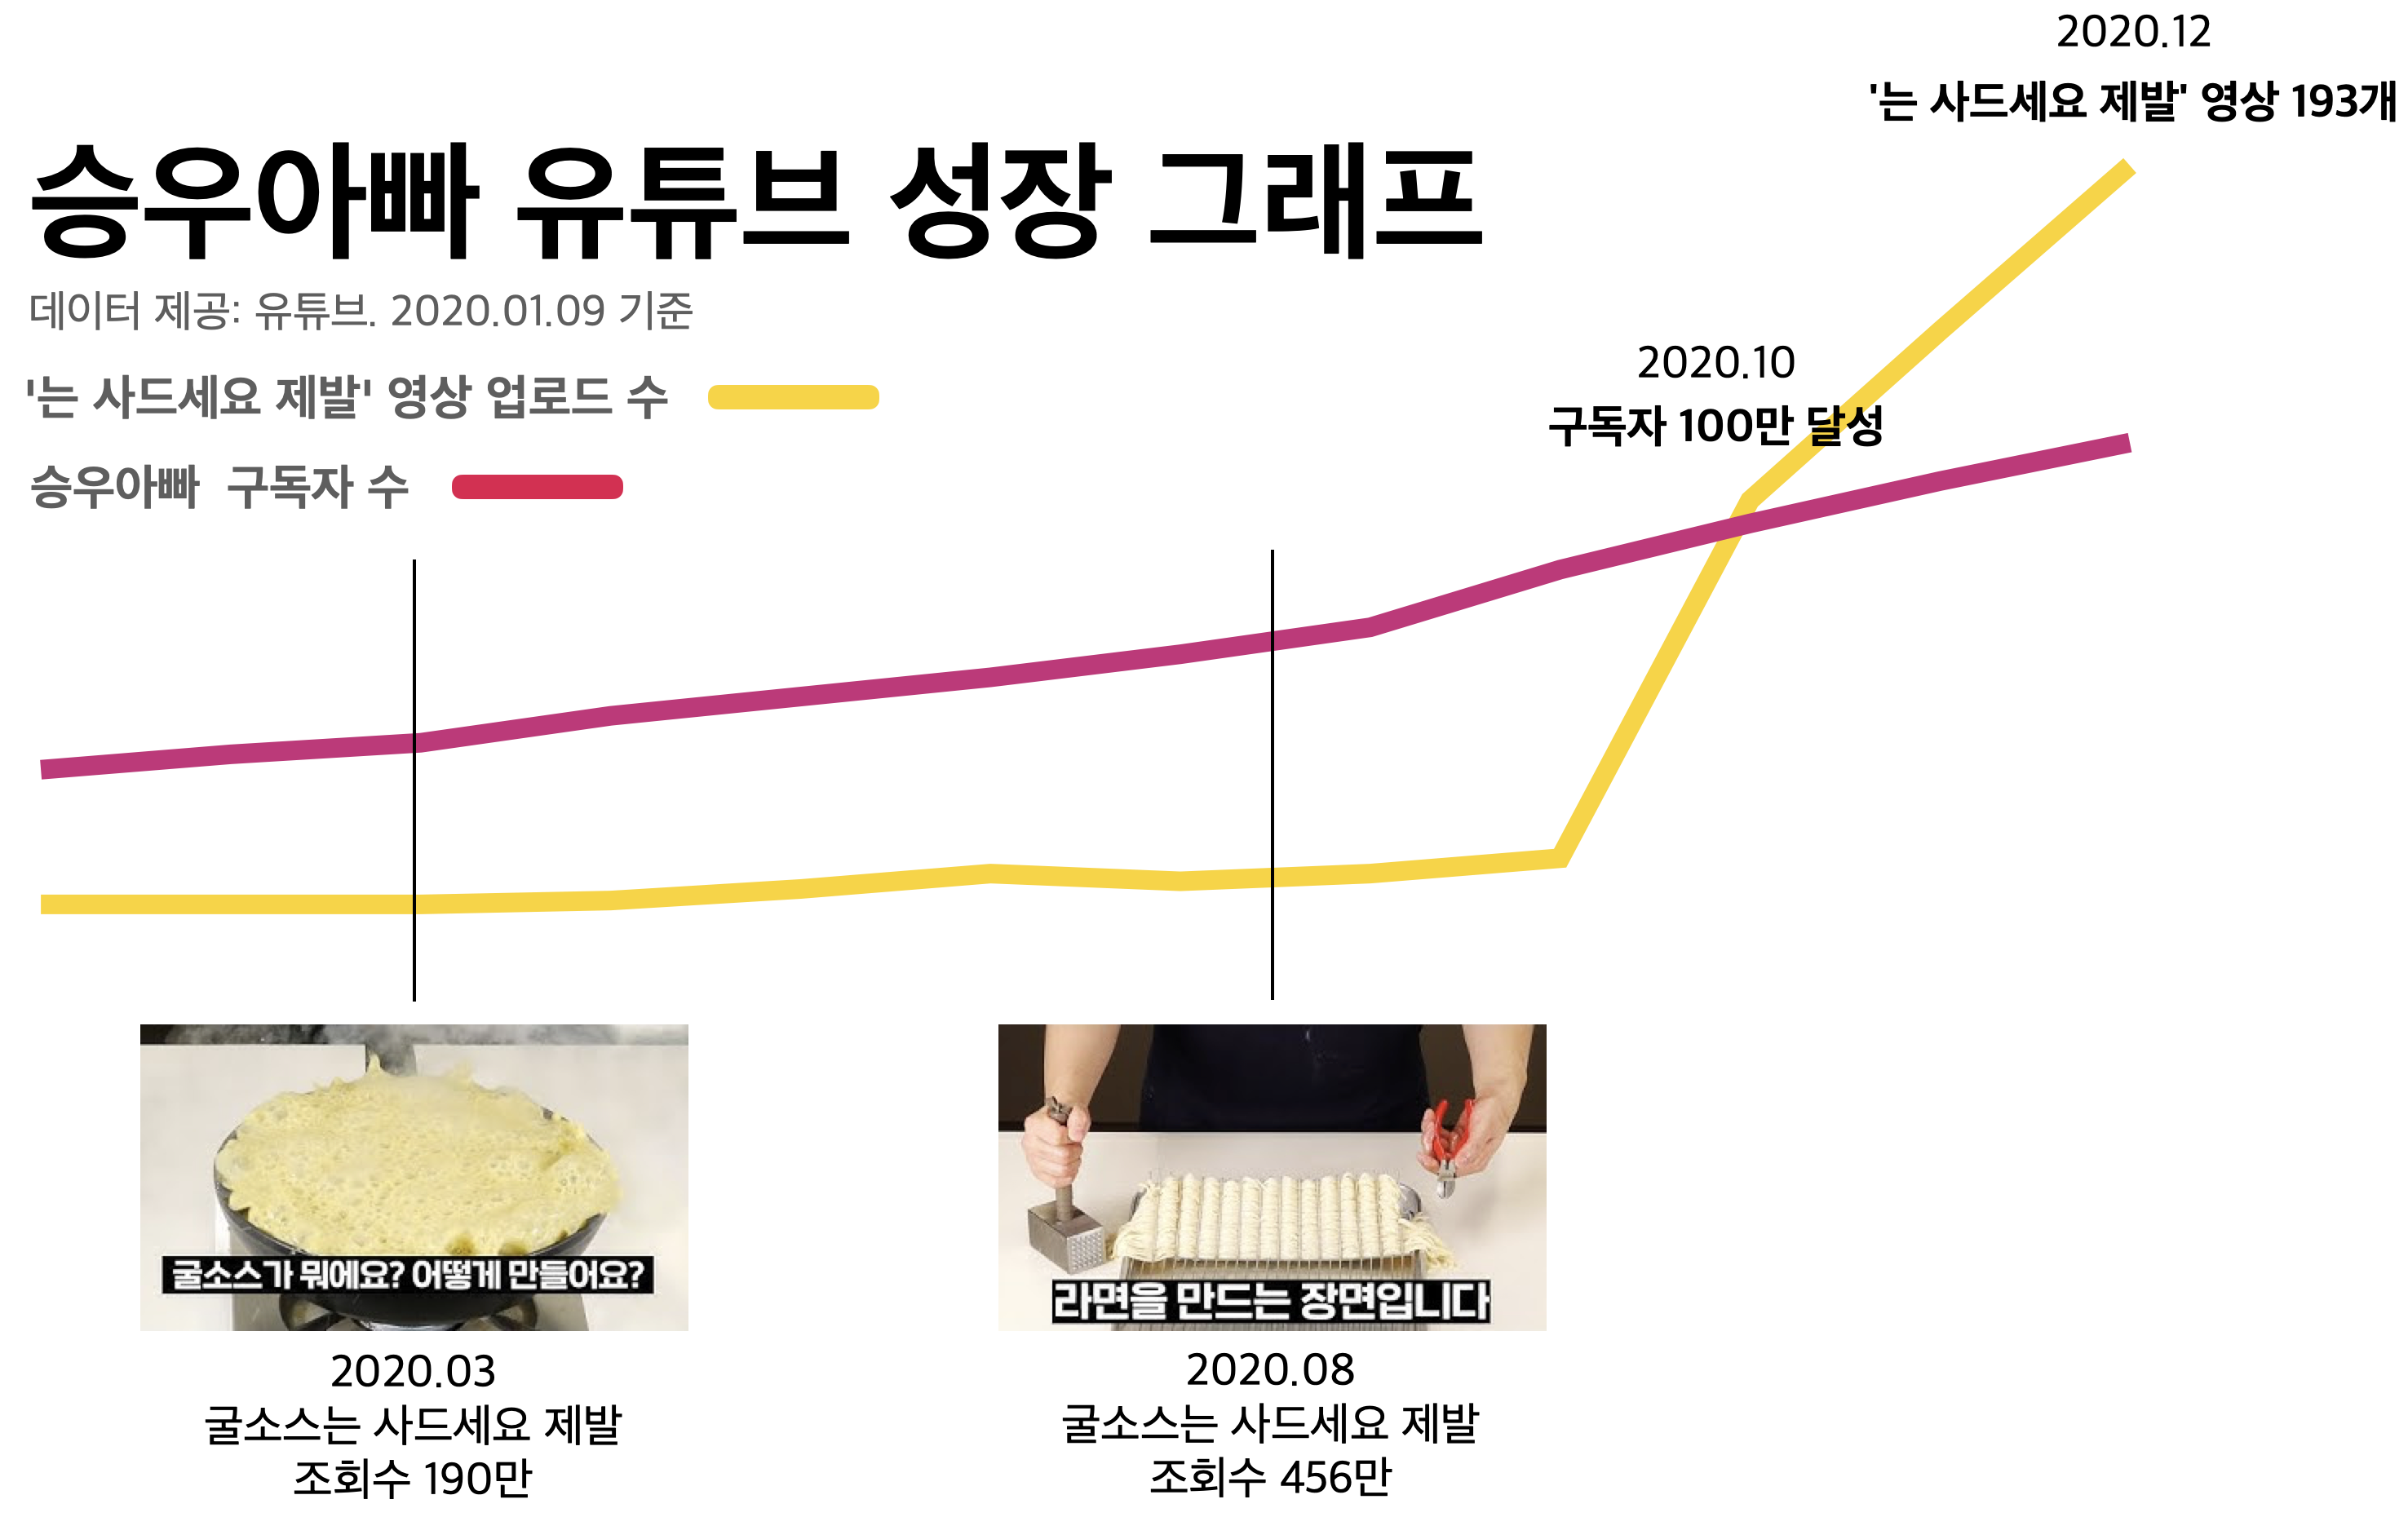 2020.12
'는 사드세요 제발' 영상 193개
승우아빠 유튜브 성장 그래프
데이터 제공: 유튜브. 2020.01.09 기준
'는 사드세요 제발' 영상 업로드 수
승우아빠 구독자 수
2020.10
구독자 100만 달성
굴소스가 뭐에요? 어떻게 만들어요?
2020.03
굴소스는 사드세요 제발
조회수 190만
라면을 만드는 장면입니다
2020.08
굴소스는 사드세요 제발
조회수 456만